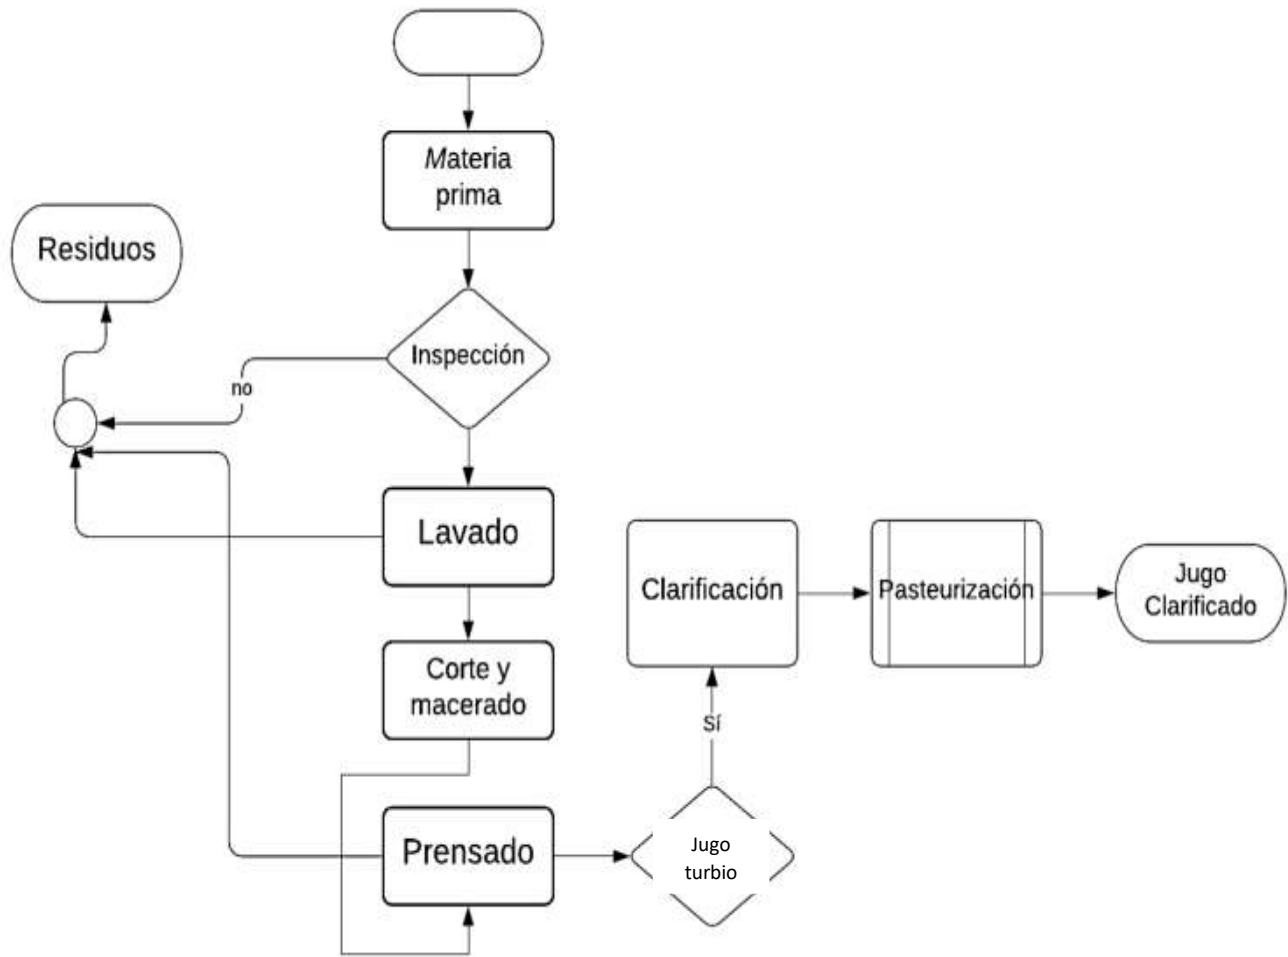 Materia
prima
Residuos
Inspección
no
Lavado
Corte y
macerado
Prensado
Jugo
turbio
Sí
Clarificación
Pasteurización
Jugo
Clarificado